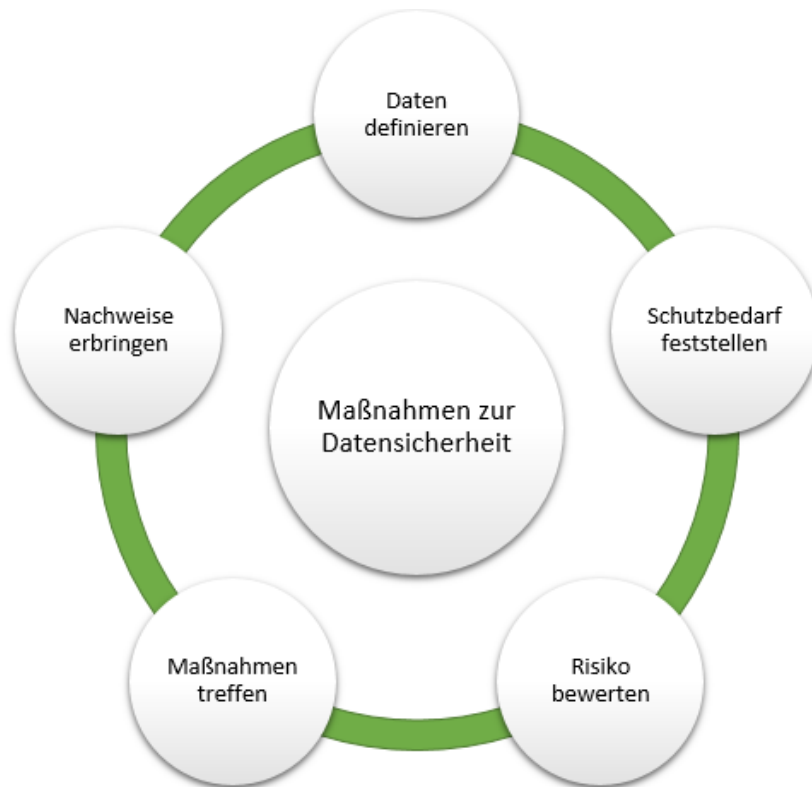 Daten
definieren
Schutzbedarf
feststellen
Risiko
bewerten
Maßnahmen
treffen
Nachweise
erbringen
Maßnahmen zur
Datensicherheit